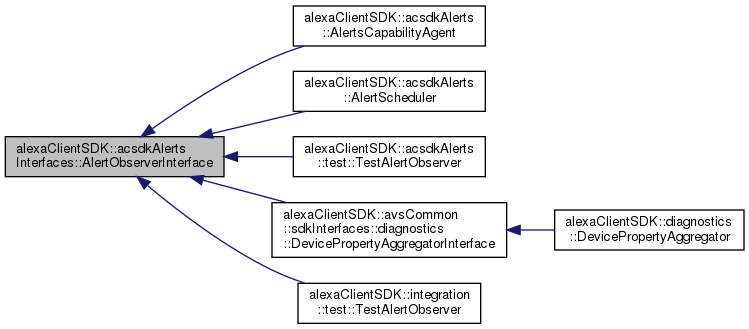 alexaClientSDK::acsdkAlerts
::AlertsCapabilityAgent
alexaClientSDK::acsdkAlerts
::AlertScheduler
alexaClientSDK::acsdkAlerts
Interfaces::AlertObserverInterface
alexaClientSDK::acsdkAlerts
::test::TestAlertObserver
alexaClientSDK::avsCommon
::sdkInterfaces::diagnostics
::DevicePropertyAggregatorInterface
alexaClientSDK::diagnostics
::DevicePropertyAggregator
alexaClientSDK::integration
::test::TestAlertObserver